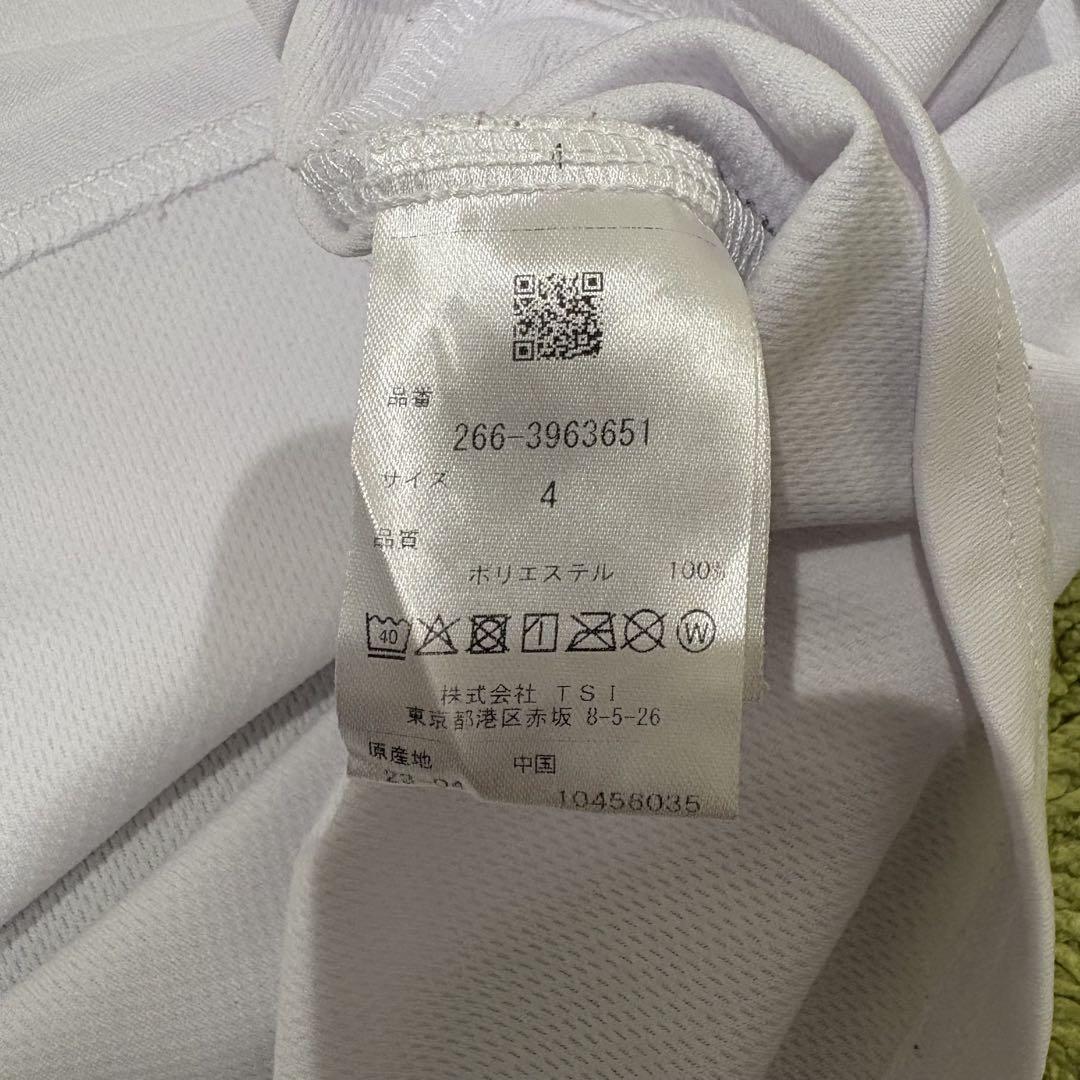 4
品番
266-3963651
サイズ
4
品質
ポリエステル 100%
40 W
株式会社 TSI
東京都港区赤坂 8-5-26
原産地 中国
10456035